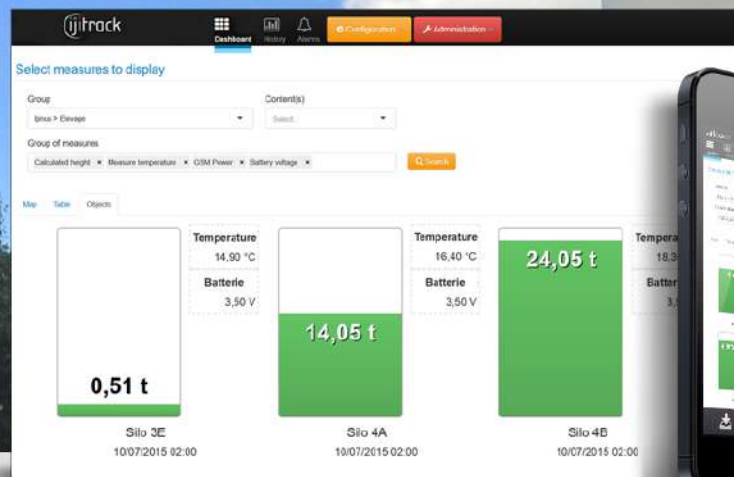 ijitrack
Dashboard History Alarms Configuration Administration
Select measures to display
Group Content(s)
Ijinus > Elevage Select...
Group of measures
Calculated height × Measure temperature × GSM Power × Battery voltage × Search
Map Table Objects
Temperature Temperature
14,90 °C 16,40 °C
Batterie Batterie
3,50 V 3,50 V
0,51 t 14,05 t 24,05 t
Silo 3E Silo 4A Silo 4B
10/07/2015 02:00 10/07/2015 02:00 10/07/2015 02:00